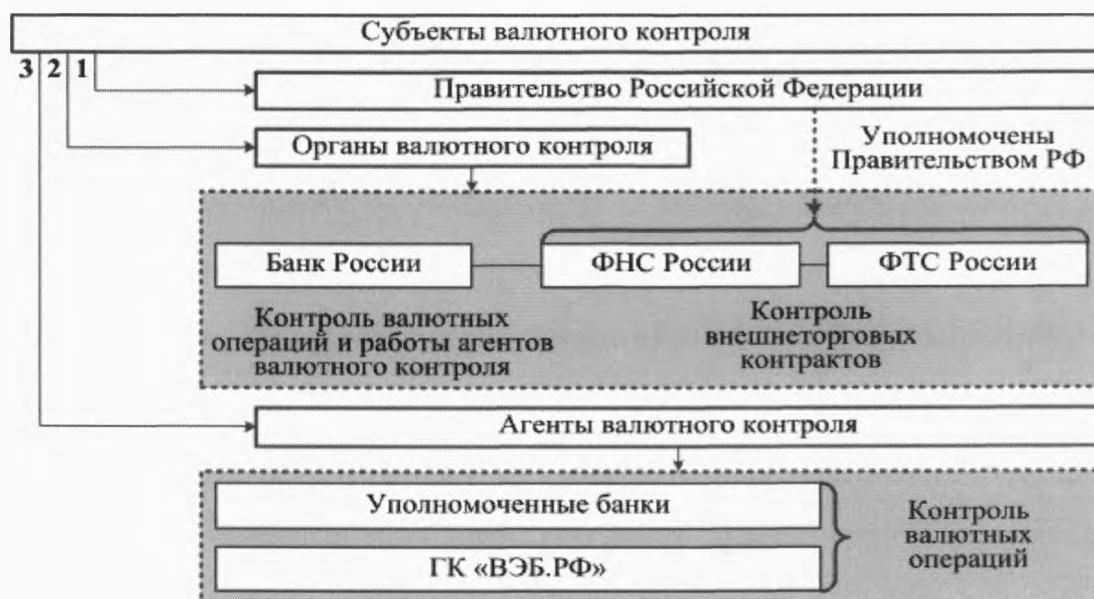 Субъекты валютного контроля
3 2 1
Правительство Российской Федерации
Органы валютного контроля
Уполномочены
Правительством РФ
Банк России
ФНС России
ФТС России
Контроль валютных
операций и работы агентов
валютного контроля
Контроль
внешнеторговых
контрактов
Агенты валютного контроля
Уполномоченные банки
ГК «ВЭБ.РФ»
Контроль
валютных
операций